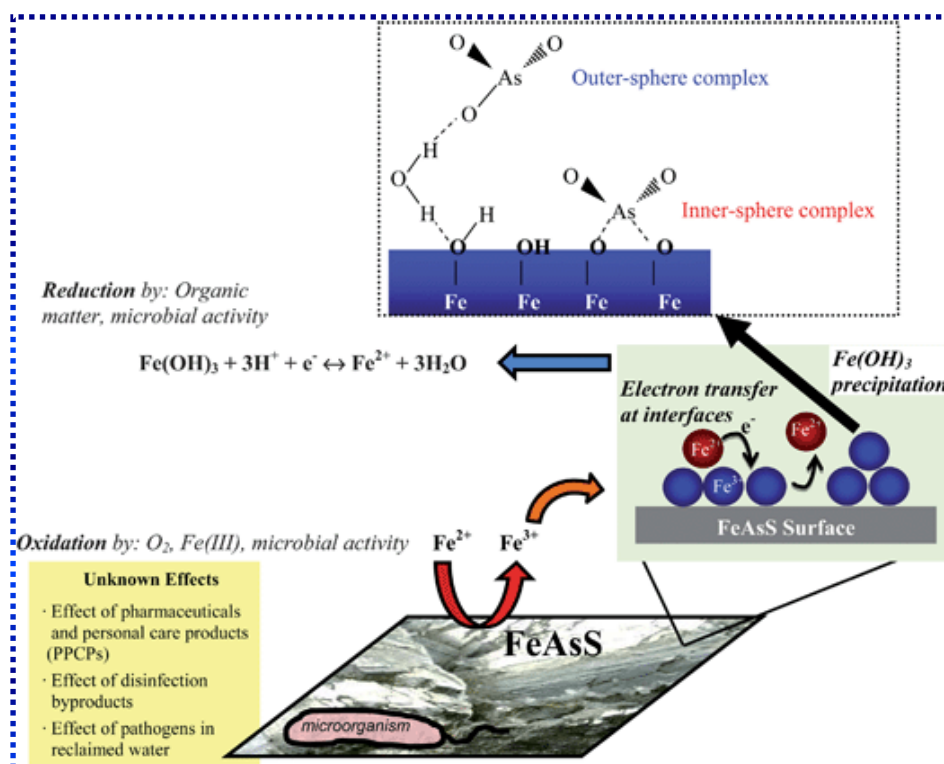 O
O
As
Outer-sphere complex
O
H
O
H
H
O
O
As
Inner-sphere complex
O
OH
O
O
Fe
Fe
Fe
Fe
Reduction by: Organic
matter, microbial activity
Fe(OH)₃ + 3H⁺ + e⁻ ↔ Fe²⁺ + 3H₂O
Fe(OH)₃
precipitation
Electron transfer
at interfaces
e⁻
Fe²⁺
Fe²⁺
Fe³⁺
FeAsS Surface
Oxidation by: O₂, Fe(III), microbial activity
Fe²⁺
Fe³⁺
Unknown Effects
· Effect of pharmaceuticals
and personal care products
(PPCPs)
· Effect of disinfection
byproducts
· Effect of pathogens in
reclaimed water
FeAsS
microorganism